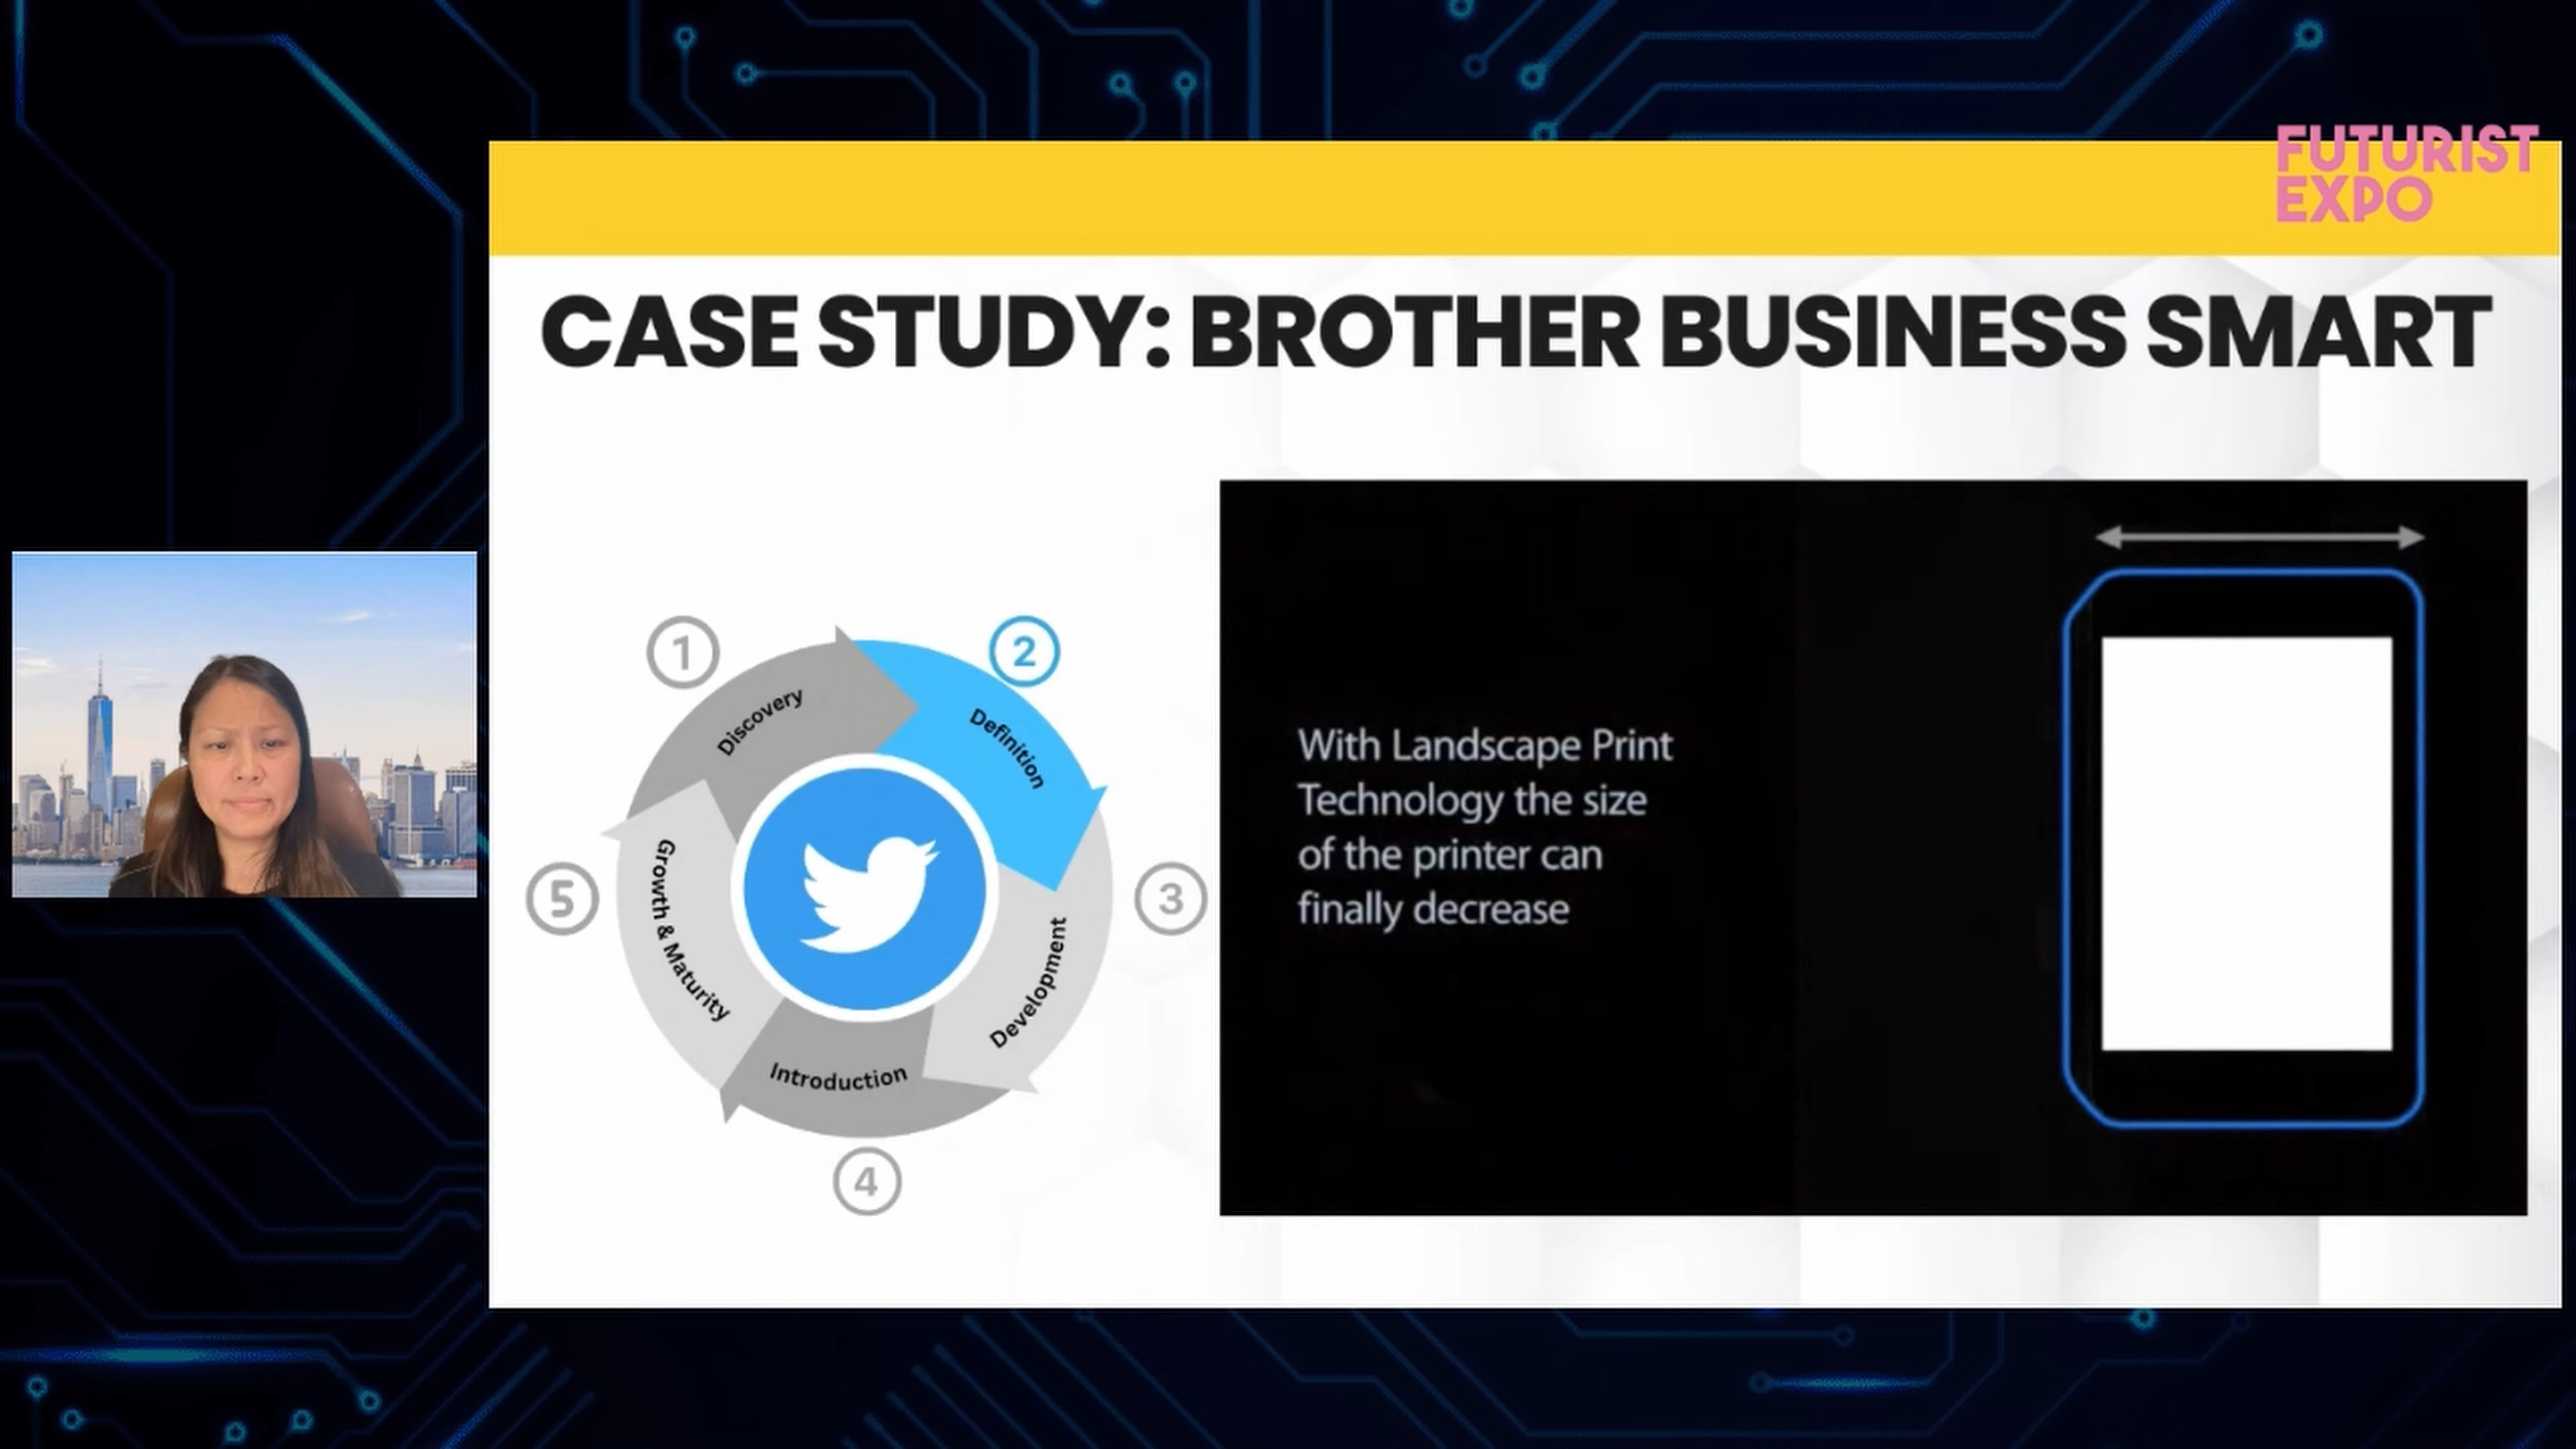 FUTURIST
EXPO
CASE STUDY: BROTHER BUSINESS SMART
1
Discovery
2
Definition
3
Development
4
Introduction
5
Growth & Maturity
With Landscape Print
Technology the size
of the printer can
finally decrease